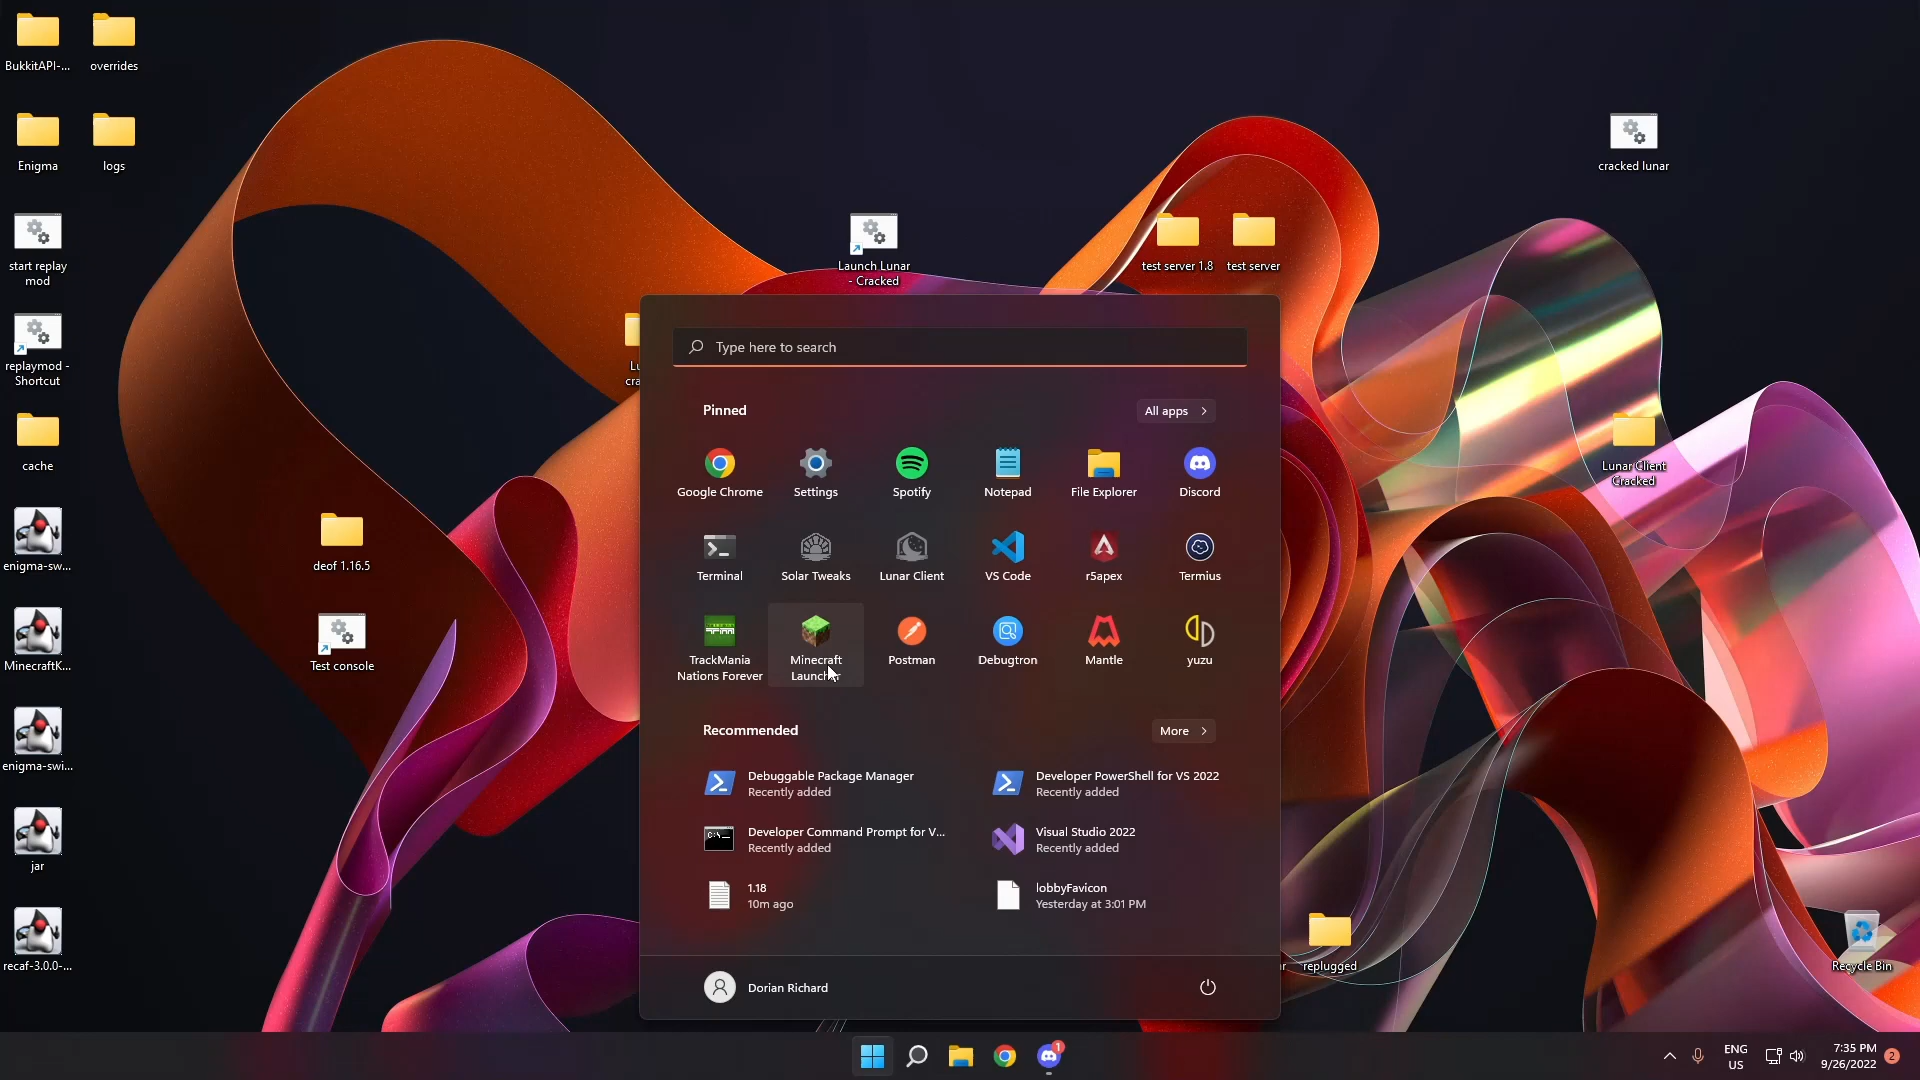 BukkitAPI-...
overrides
Enigma
logs
cracked lunar
start replay
mod
Launch Lunar
- Cracked
test server 1.8
test server
replaymod -
Shortcut
Lu
cra
Type here to search
Pinned
All apps
cache
Lunar Client
Cracked
Google Chrome
Settings
Spotify
Notepad
File Explorer
Discord
enigma-sw...
deof 1.16.5
Terminal
Solar Tweaks
Lunar Client
VS Code
r5apex
Termius
MinecraftK...
Test console
TrackMania
Nations Forever
Minecraft
Launcher
Postman
Debugtron
Mantle
yuzu
Recommended
More
enigma-swi...
Debuggable Package Manager
Recently added
Developer PowerShell for VS 2022
Recently added
jar
Developer Command Prompt for V...
Recently added
Visual Studio 2022
Recently added
1.18
10m ago
lobbyFavicon
Yesterday at 3:01 PM
recaf-3.0.0-...
ar
replugged
Recycle Bin
Dorian Richard
1
ENG
US
7:35 PM
9/26/2022
2